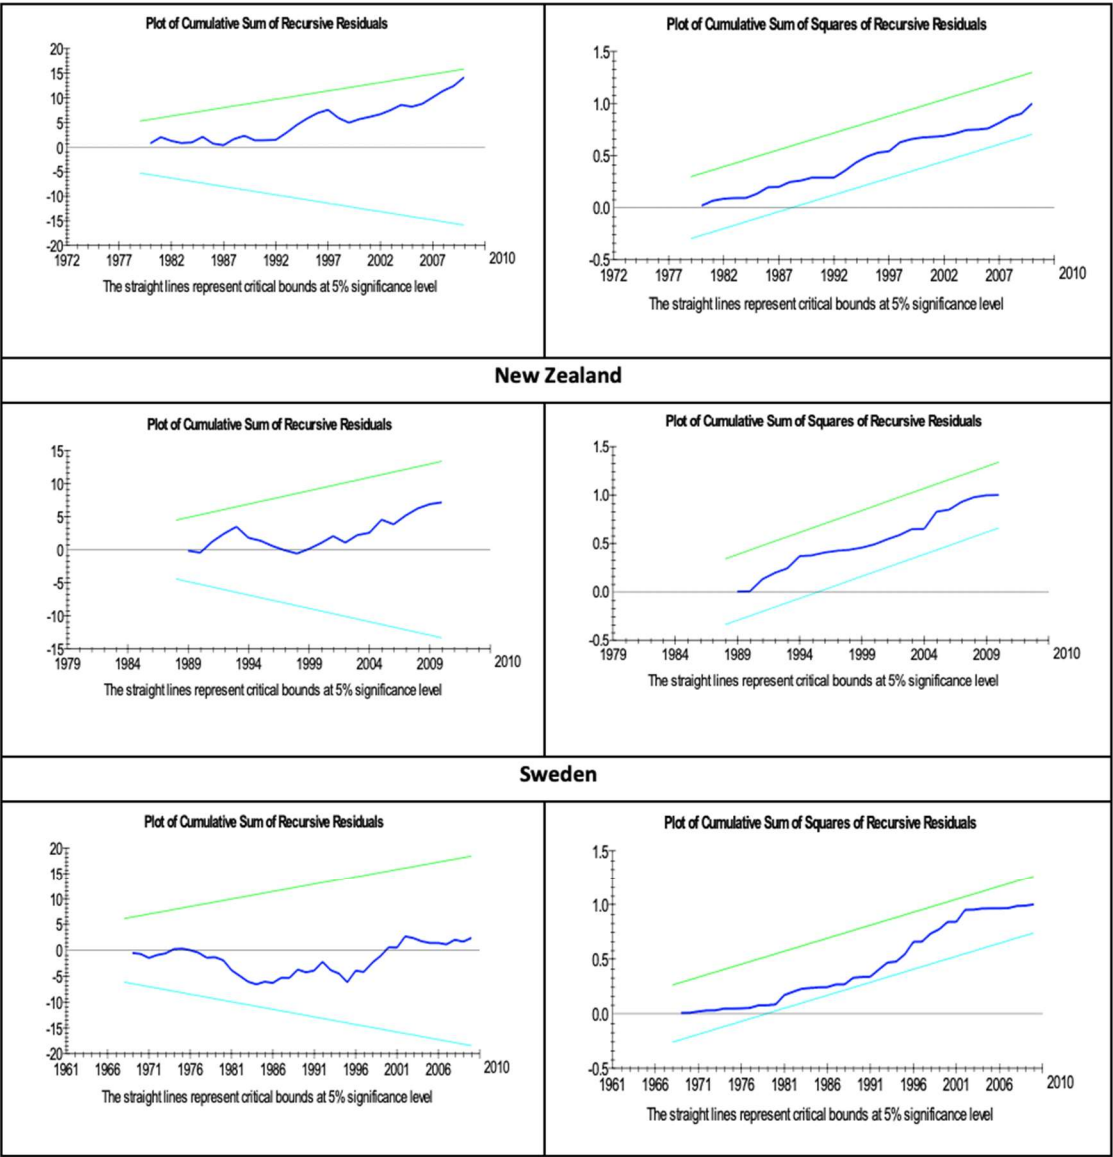 Plot of Cumulative Sum of Recursive Residuals
20
15
10
5
0
-5
-10
-15
-20
1972 1977 1982 1987 1992 1997 2002 2007 2010
The straight lines represent critical bounds at 5% significance level
Plot of Cumulative Sum of Squares of Recursive Residuals
1.5
1.0
0.5
0.0
-0.5
1972 1977 1982 1987 1992 1997 2002 2007 2010
The straight lines represent critical bounds at 5% significance level
New Zealand
Plot of Cumulative Sum of Recursive Residuals
15
10
5
0
-5
-10
-15
1979 1984 1989 1994 1999 2004 2009 2010
The straight lines represent critical bounds at 5% significance level
Plot of Cumulative Sum of Squares of Recursive Residuals
1.5
1.0
0.5
0.0
-0.5
1979 1984 1989 1994 1999 2004 2009 2010
The straight lines represent critical bounds at 5% significance level
Sweden
Plot of Cumulative Sum of Recursive Residuals
20
15
10
5
0
-5
-10
-15
-20
1961 1966 1971 1976 1981 1986 1991 1996 2001 2006 2010
The straight lines represent critical bounds at 5% significance level
Plot of Cumulative Sum of Squares of Recursive Residuals
1.5
1.0
0.5
0.0
-0.5
1961 1966 1971 1976 1981 1986 1991 1996 2001 2006 2010
The straight lines represent critical bounds at 5% significance level